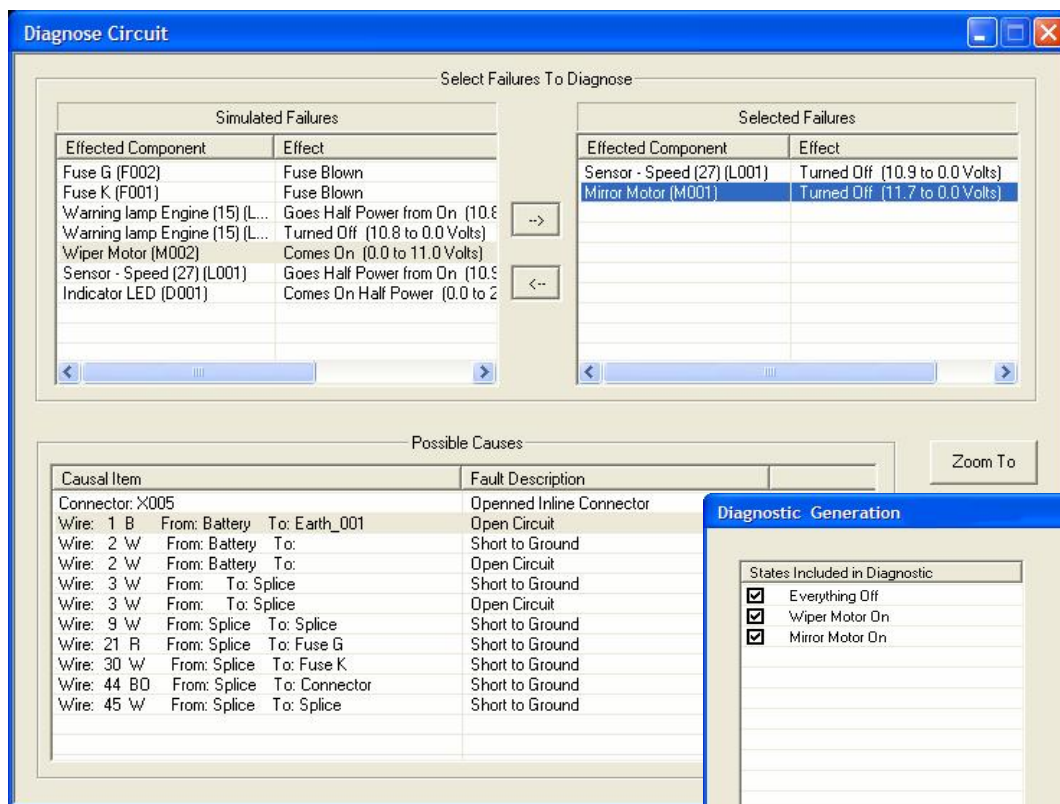 Diagnose Circuit
Select Failures To Diagnose
Simulated Failures
Effected Component Effect
Fuse G (F002) Fuse Blown
Fuse K (F001) Fuse Blown
Warning lamp Engine (15) (L... Goes Half Power from On (10.8
Warning lamp Engine (15) (L... Turned Off (10.8 to 0.0 Volts)
Wiper Motor (M002) Comes On (0.0 to 11.0 Volts)
Sensor - Speed (27) (L001) Goes Half Power from On (10.9
Indicator LED (D001) Comes On Half Power (0.0 to 2
-->
<--
Selected Failures
Effected Component Effect
Sensor - Speed (27) (L001) Turned Off (10.9 to 0.0 Volts)
Mirror Motor (M001) Turned Off (11.7 to 0.0 Volts)
Possible Causes
Causal Item Fault Description
Connector: X005 Openned Inline Connector
Wire: 1 B From: Battery To: Earth_001 Open Circuit
Wire: 2 W From: Battery To: Short to Ground
Wire: 2 W From: Battery To: Open Circuit
Wire: 3 W From: To: Splice Short to Ground
Wire: 3 W From: To: Splice Open Circuit
Wire: 9 W From: Splice To: Splice Short to Ground
Wire: 21 R From: Splice To: Fuse G Short to Ground
Wire: 30 W From: Splice To: Fuse K Short to Ground
Wire: 44 BO From: Splice To: Connector Short to Ground
Wire: 45 W From: Splice To: Splice Short to Ground
Zoom To
Diagnostic Generation
States Included in Diagnostic
Everything Off
Wiper Motor On
Mirror Motor On